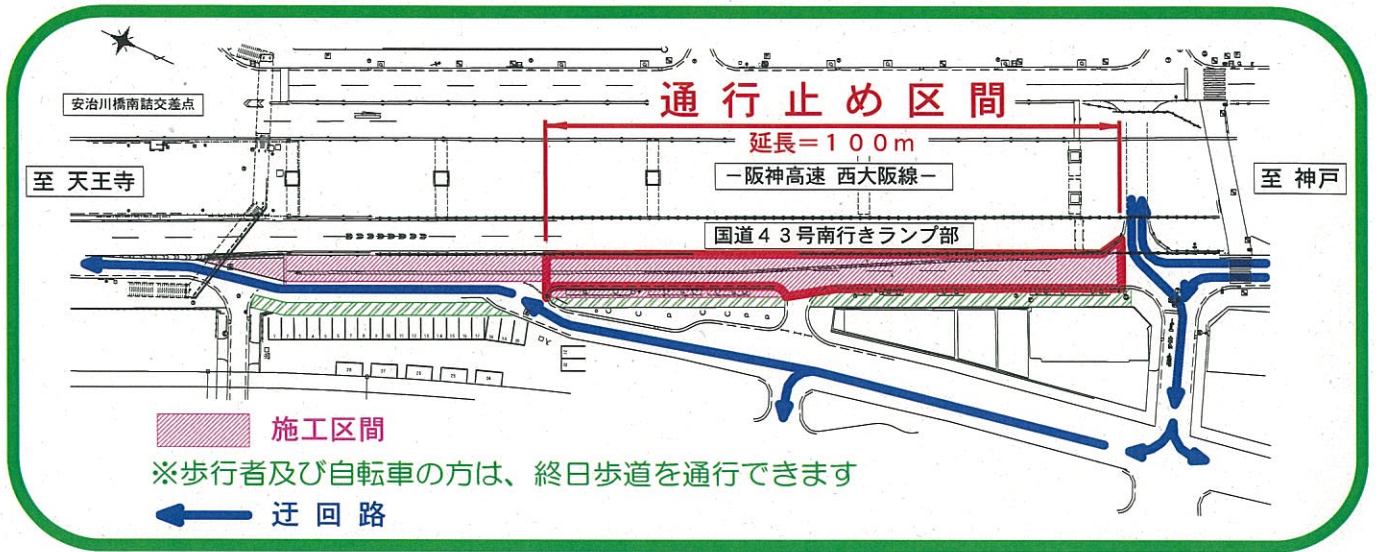 安治川橋南詰交差点
通行止め区間
延長＝１００ｍ
至 天王寺
－阪神高速 西大阪線－
至 神戸
国道４３号南行きランプ部
施工区間
※歩行者及び自転車の方は、終日歩道を通行できます
迂回路